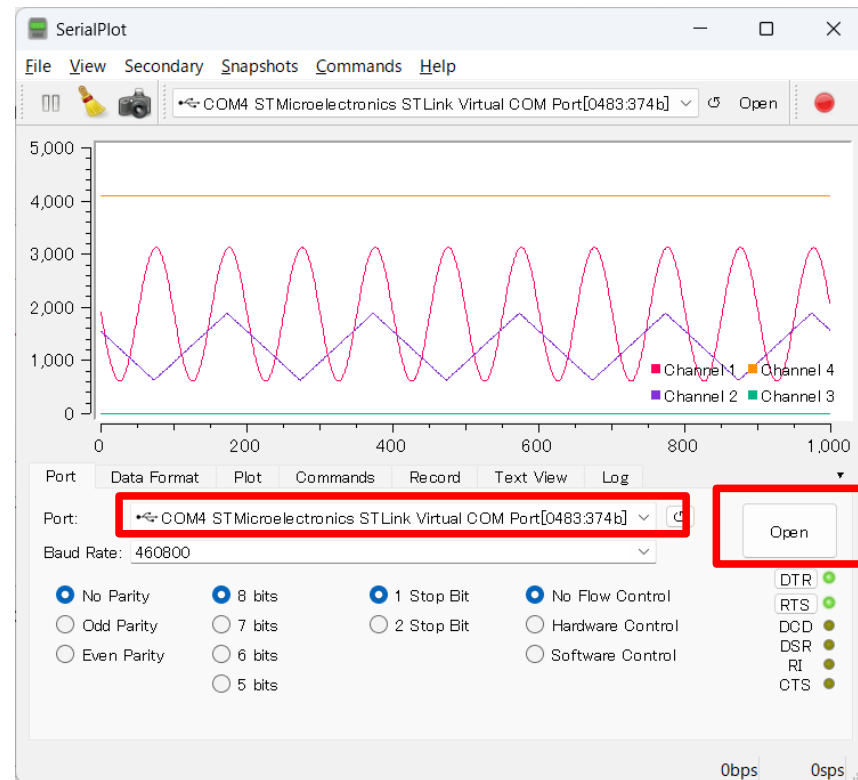 SerialPlot
File View Secondary Snapshots Commands Help
COM4 STMicroelectronics STLink Virtual COM Port[0483:374b] Open
5,000
4,000
3,000
2,000
1,000
0
Channel 1 Channel 4
Channel 2 Channel 3
0 200 400 600 800 1,000
Port Data Format Plot Commands Record Text View Log
Port: COM4 STMicroelectronics STLink Virtual COM Port[0483:374b]
Open
Baud Rate: 460800
DTR
No Parity 8 bits 1 Stop Bit No Flow Control
RTS
Odd Parity 7 bits 2 Stop Bit Hardware Control
DCD
DSR
Even Parity 6 bits Software Control
RI
5 bits
CTS
0bps 0sps